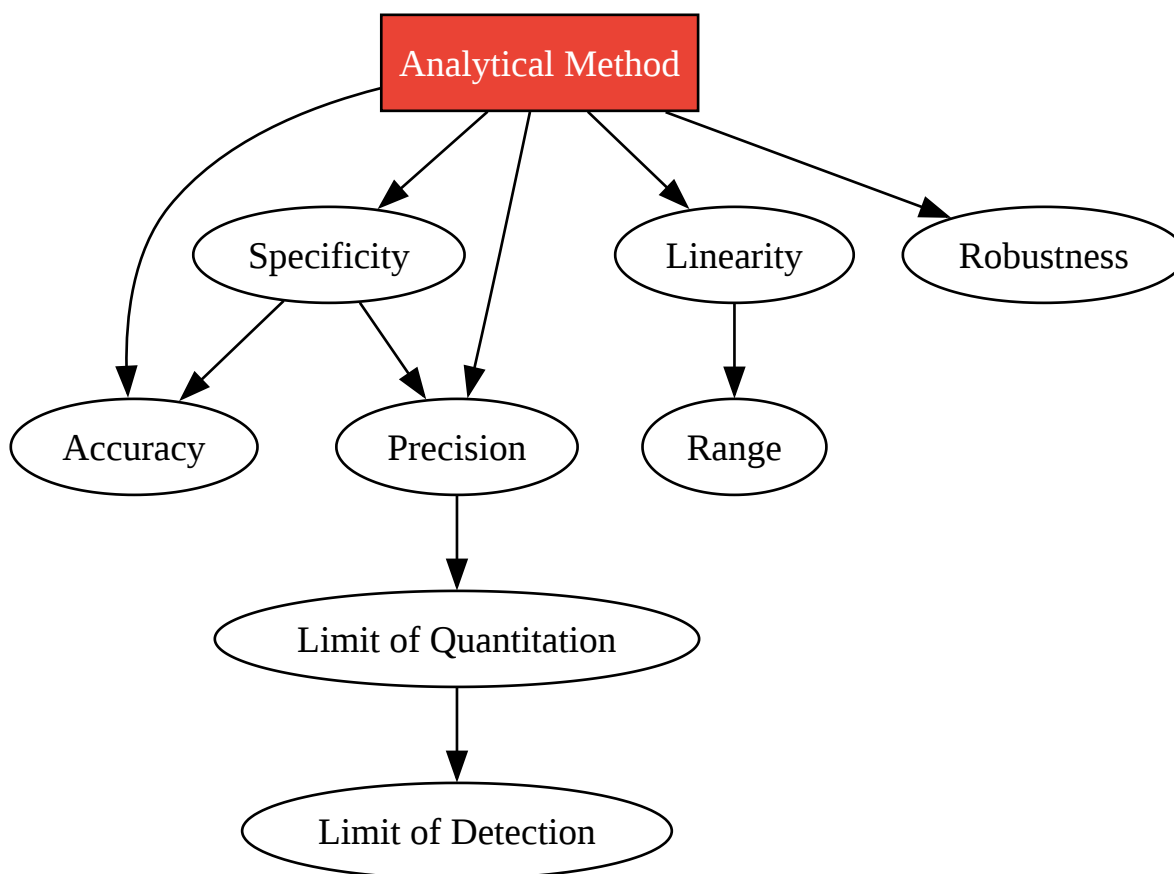 Analytical Method
Specificity
Linearity
Robustness
Accuracy
Precision
Range
Limit of Quantitation
Limit of Detection